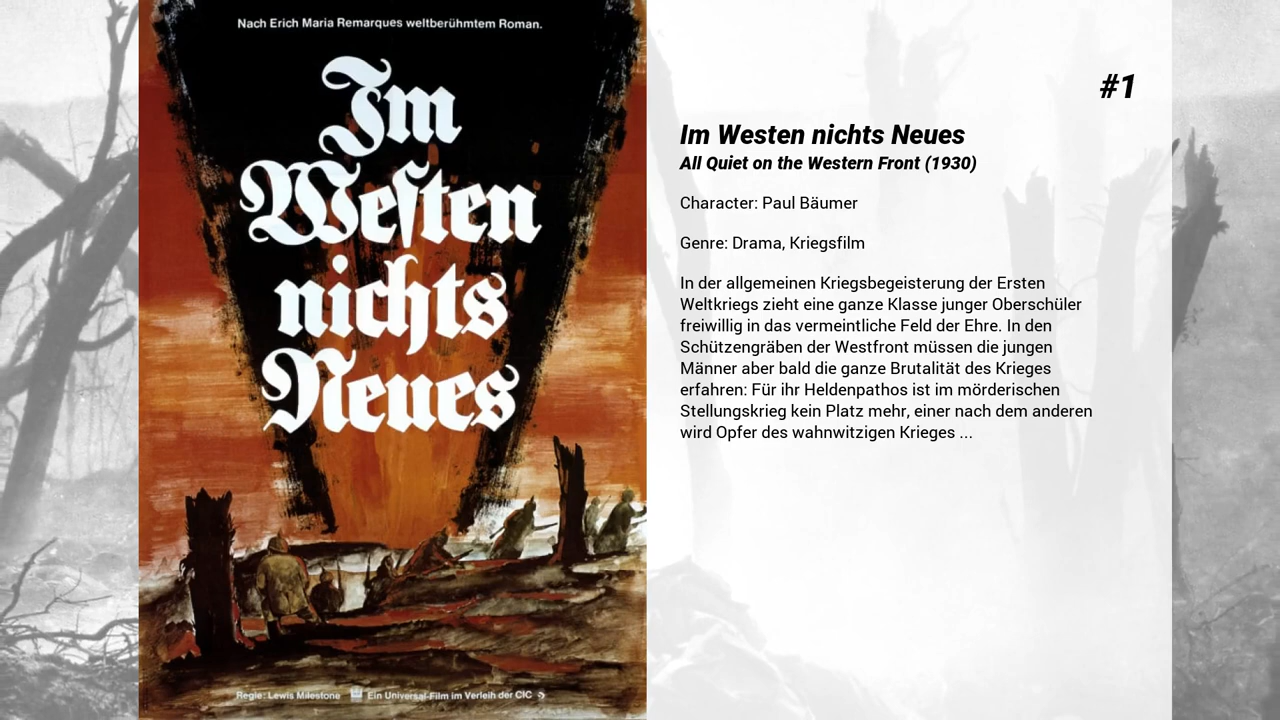 Nach Erich Maria Remarques weltberühmtem Roman.
Im
Weſten
nichts
Neues
Regie: Lewis Milestone Ein Universal-Film im Verleih der CIC
#1
Im Westen nichts Neues
All Quiet on the Western Front (1930)
Character: Paul Bäumer
Genre: Drama, Kriegsfilm
In der allgemeinen Kriegsbegeisterung der Ersten
Weltkriegs zieht eine ganze Klasse junger Oberschüler
freiwillig in das vermeintliche Feld der Ehre. In den
Schützengräben der Westfront müssen die jungen
Männer aber bald die ganze Brutalität des Krieges
erfahren: Für ihr Heldenpathos ist im mörderischen
Stellungskrieg kein Platz mehr, einer nach dem anderen
wird Opfer des wahnwitzigen Krieges ...